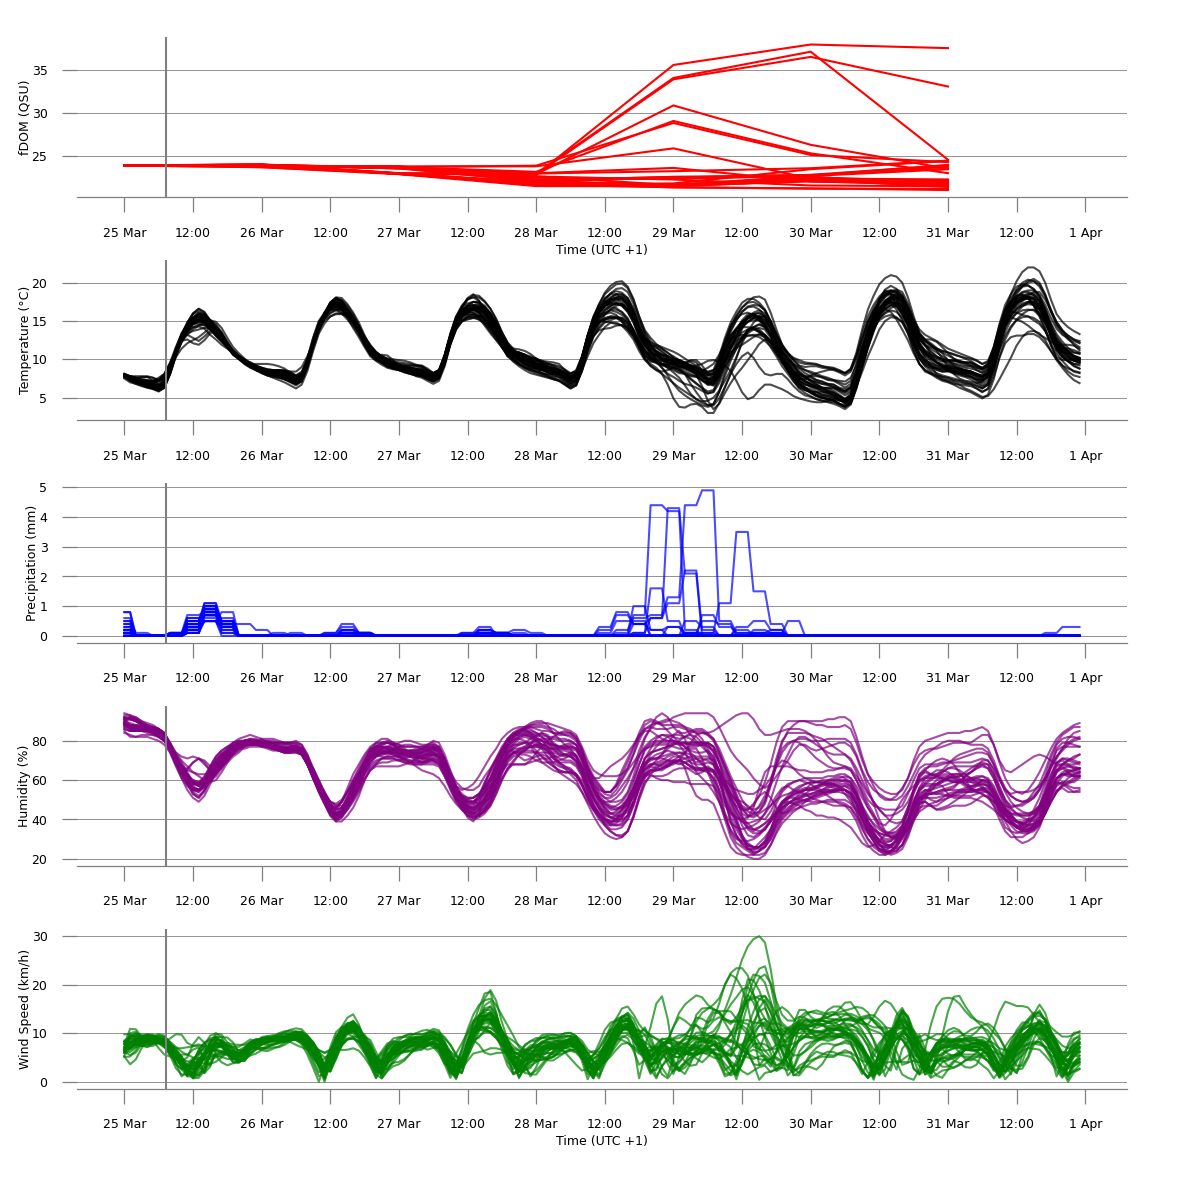 fDOM (QSU)
35
30
25
25 Mar 12:00 26 Mar 12:00 27 Mar 12:00 28 Mar 12:00 29 Mar 12:00 30 Mar 12:00 31 Mar 12:00 1 Apr
Time (UTC +1)
Temperature (°C)
20
15
10
5
25 Mar 12:00 26 Mar 12:00 27 Mar 12:00 28 Mar 12:00 29 Mar 12:00 30 Mar 12:00 31 Mar 12:00 1 Apr
Precipitation (mm)
5
4
3
2
1
0
25 Mar 12:00 26 Mar 12:00 27 Mar 12:00 28 Mar 12:00 29 Mar 12:00 30 Mar 12:00 31 Mar 12:00 1 Apr
Humidity (%)
80
60
40
20
25 Mar 12:00 26 Mar 12:00 27 Mar 12:00 28 Mar 12:00 29 Mar 12:00 30 Mar 12:00 31 Mar 12:00 1 Apr
Wind Speed (km/h)
30
20
10
0
25 Mar 12:00 26 Mar 12:00 27 Mar 12:00 28 Mar 12:00 29 Mar 12:00 30 Mar 12:00 31 Mar 12:00 1 Apr
Time (UTC +1)